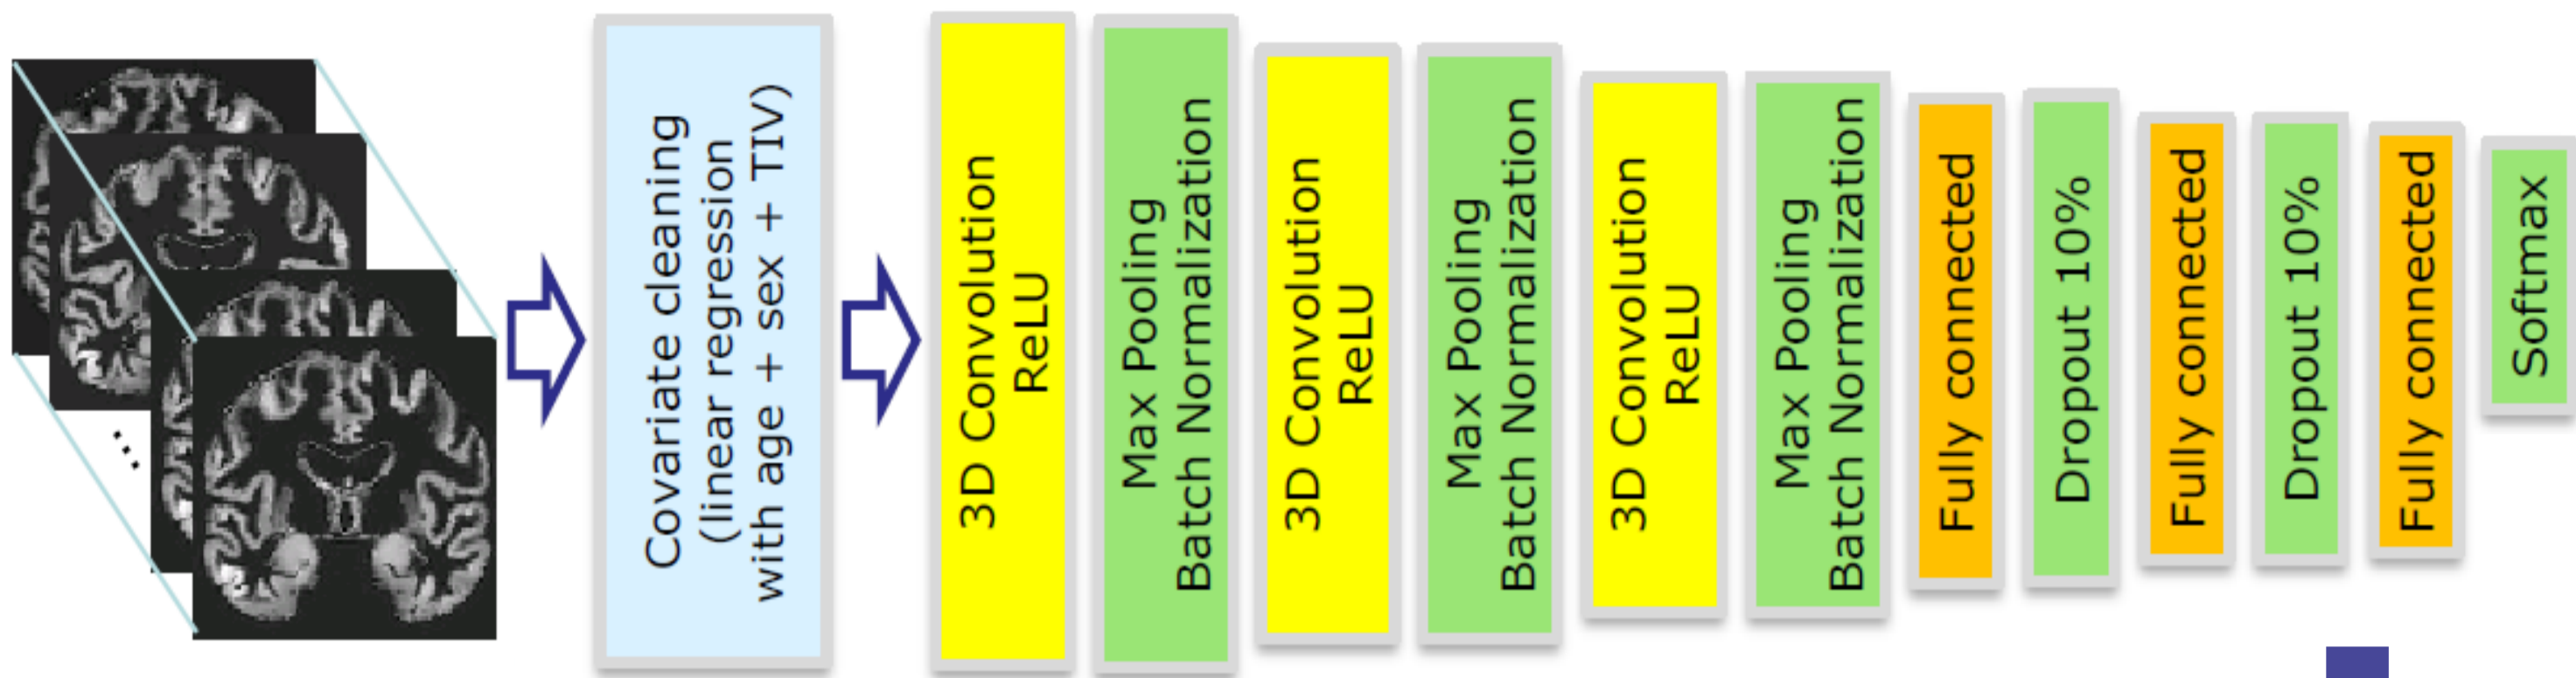 Covariate cleaning
(linear regression
with age + sex + TIV)
3D Convolution
ReLU
Max Pooling
Batch Normalization
3D Convolution
ReLU
Max Pooling
Batch Normalization
3D Convolution
ReLU
Max Pooling
Batch Normalization
Fully connected
Dropout 10%
Fully connected
Dropout 10%
Fully connected
Softmax